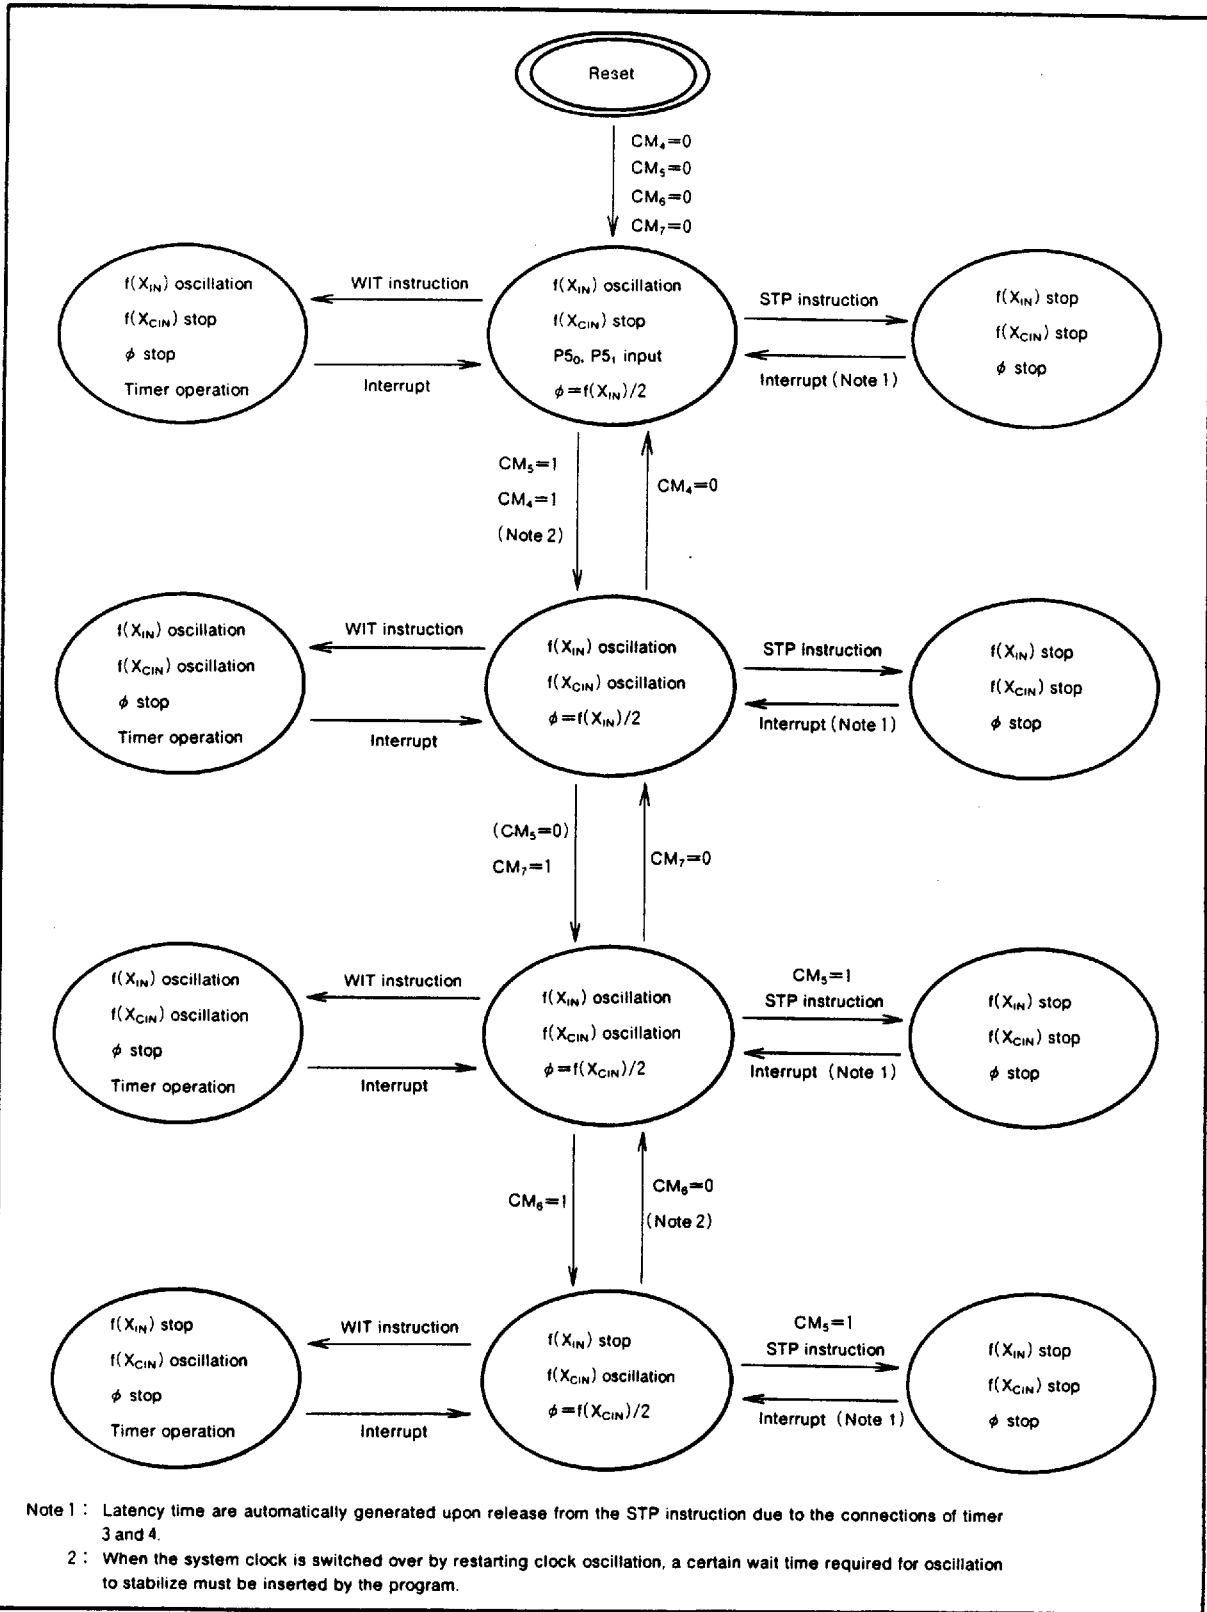 Reset
CM₄=0
CM₅=0
CM₆=0
CM₇=0
f(X_IN) oscillation
f(X_CIN) stop
φ stop
Timer operation
WIT instruction
Interrupt
f(X_IN) oscillation
f(X_CIN) stop
P5₀, P5₁ input
φ=f(X_IN)/2
STP instruction
Interrupt (Note 1)
f(X_IN) stop
f(X_CIN) stop
φ stop
CM₅=1
CM₄=1
(Note 2)
CM₄=0
f(X_IN) oscillation
f(X_CIN) oscillation
φ stop
Timer operation
WIT instruction
Interrupt
f(X_IN) oscillation
f(X_CIN) oscillation
φ=f(X_IN)/2
STP instruction
Interrupt (Note 1)
f(X_IN) stop
f(X_CIN) stop
φ stop
(CM₅=0)
CM₇=1
CM₇=0
f(X_IN) oscillation
f(X_CIN) oscillation
φ stop
Timer operation
WIT instruction
Interrupt
f(X_IN) oscillation
f(X_CIN) oscillation
φ=f(X_CIN)/2
CM₅=1
STP instruction
Interrupt (Note 1)
f(X_IN) stop
f(X_CIN) stop
φ stop
CM₆=1
CM₆=0
(Note 2)
f(X_IN) stop
f(X_CIN) oscillation
φ stop
Timer operation
WIT instruction
Interrupt
f(X_IN) stop
f(X_CIN) oscillation
φ=f(X_CIN)/2
CM₅=1
STP instruction
Interrupt (Note 1)
f(X_IN) stop
f(X_CIN) stop
φ stop
Note 1 : Latency time are automatically generated upon release from the STP instruction due to the connections of timer
3 and 4.
2 : When the system clock is switched over by restarting clock oscillation, a certain wait time required for oscillation
to stabilize must be inserted by the program.